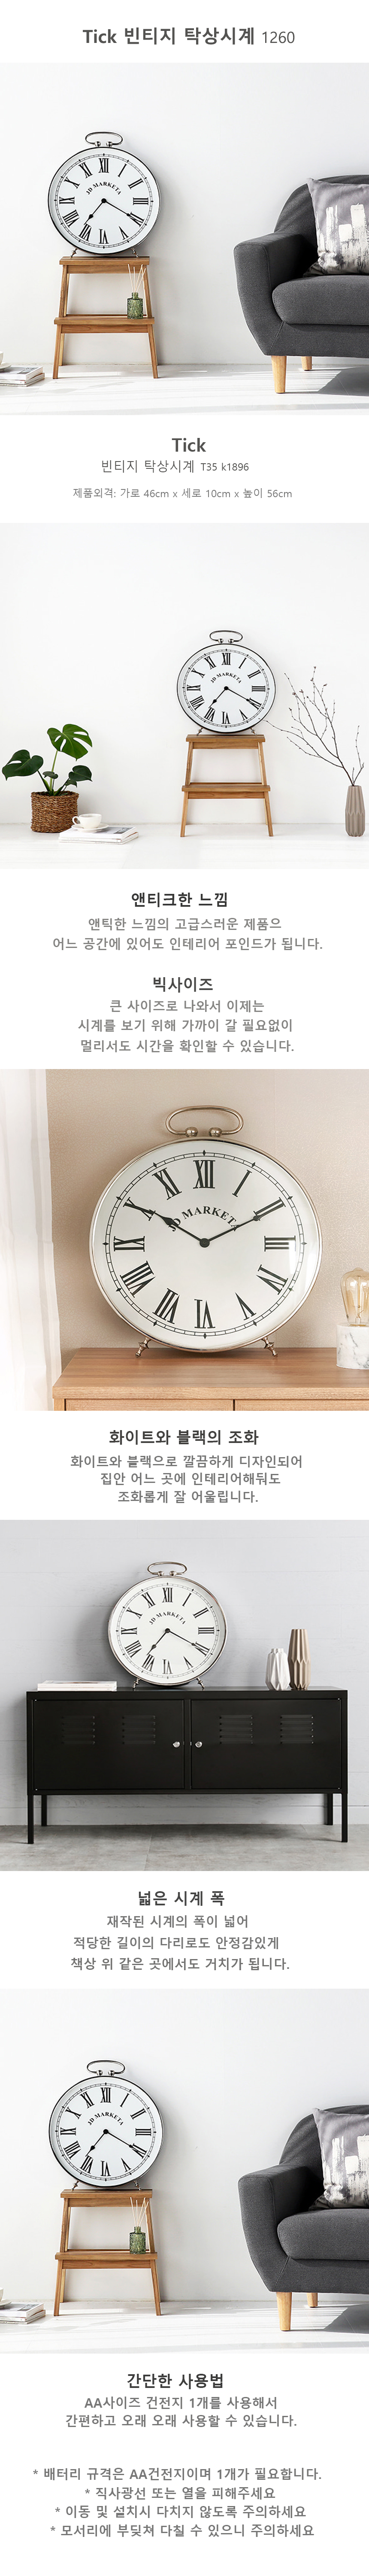 Tick 빈티지 탁상시계 1260
JD MARKETA
Tick
빈티지 탁상시계 T35 k1896
제품외격: 가로 46cm x 세로 10cm x 높이 56cm
JD MARKETA
앤티크한 느낌
앤틱한 느낌의 고급스러운 제품으
어느 공간에 있어도 인테리어 포인트가 됩니다.
빅사이즈
큰 사이즈로 나와서 이제는
시계를 보기 위해 가까이 갈 필요없이
멀리서도 시간을 확인할 수 있습니다.
XII
I
II
III
IIII
V
VI
VII
VIII
IX
X
XI
JD MARKETA
화이트와 블랙의 조화
화이트와 블랙으로 깔끔하게 디자인되어
집안 어느 곳에 인테리어해둬도
조화롭게 잘 어울립니다.
JD MARKETA
넓은 시계 폭
재작된 시계의 폭이 넓어
적당한 길이의 다리로도 안정감있게
책상 위 같은 곳에서도 거치가 됩니다.
JD MARKETA
간단한 사용법
AA사이즈 건전지 1개를 사용해서
간편하고 오래 오래 사용할 수 있습니다.
* 배터리 규격은 AA건전지이며 1개가 필요합니다.
* 직사광선 또는 열을 피해주세요
* 이동 및 설치시 다치지 않도록 주의하세요
* 모서리에 부딪쳐 다칠 수 있으니 주의하세요